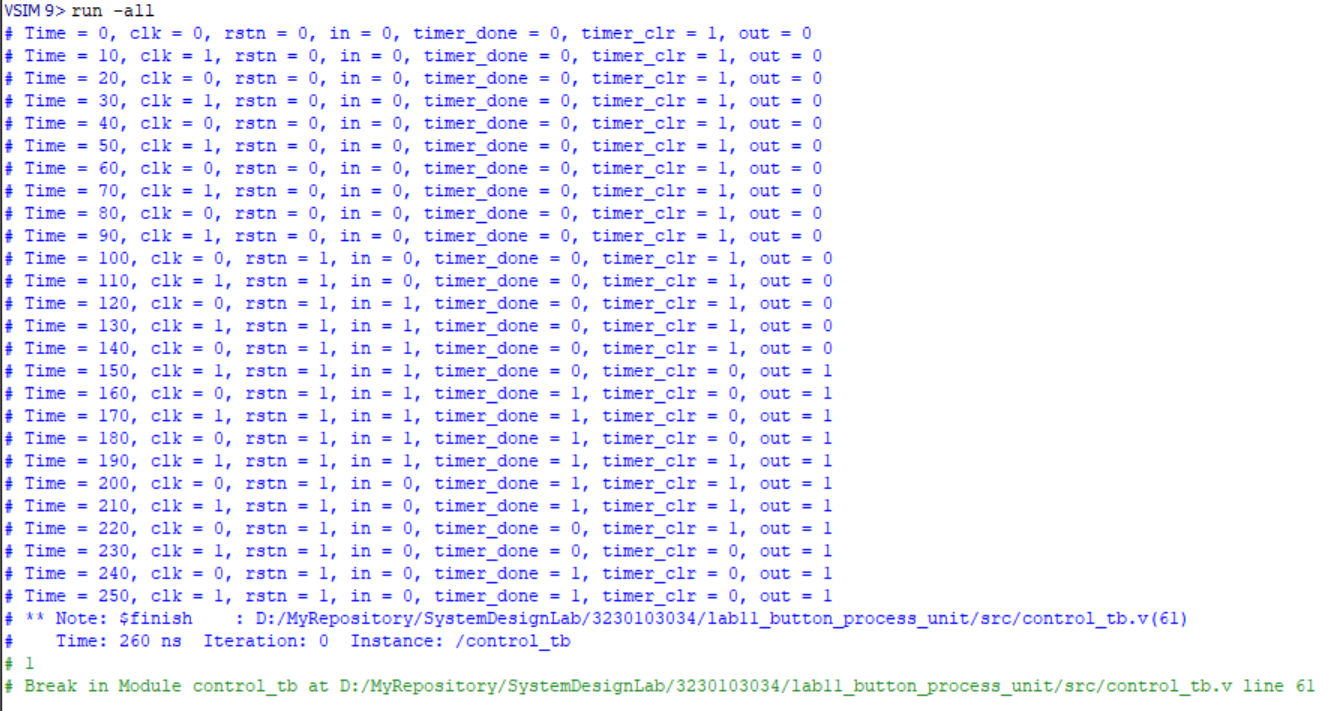 VSIM 9> run -all
# Time = 0, clk = 0, rstn = 0, in = 0, timer_done = 0, timer_clr = 1, out = 0
# Time = 10, clk = 1, rstn = 0, in = 0, timer_done = 0, timer_clr = 1, out = 0
# Time = 20, clk = 0, rstn = 0, in = 0, timer_done = 0, timer_clr = 1, out = 0
# Time = 30, clk = 1, rstn = 0, in = 0, timer_done = 0, timer_clr = 1, out = 0
# Time = 40, clk = 0, rstn = 0, in = 0, timer_done = 0, timer_clr = 1, out = 0
# Time = 50, clk = 1, rstn = 0, in = 0, timer_done = 0, timer_clr = 1, out = 0
# Time = 60, clk = 0, rstn = 0, in = 0, timer_done = 0, timer_clr = 1, out = 0
# Time = 70, clk = 1, rstn = 0, in = 0, timer_done = 0, timer_clr = 1, out = 0
# Time = 80, clk = 0, rstn = 0, in = 0, timer_done = 0, timer_clr = 1, out = 0
# Time = 90, clk = 1, rstn = 0, in = 0, timer_done = 0, timer_clr = 1, out = 0
# Time = 100, clk = 0, rstn = 1, in = 0, timer_done = 0, timer_clr = 1, out = 0
# Time = 110, clk = 1, rstn = 1, in = 0, timer_done = 0, timer_clr = 1, out = 0
# Time = 120, clk = 0, rstn = 1, in = 1, timer_done = 0, timer_clr = 1, out = 0
# Time = 130, clk = 1, rstn = 1, in = 1, timer_done = 0, timer_clr = 1, out = 0
# Time = 140, clk = 0, rstn = 1, in = 1, timer_done = 0, timer_clr = 1, out = 0
# Time = 150, clk = 1, rstn = 1, in = 1, timer_done = 0, timer_clr = 0, out = 1
# Time = 160, clk = 0, rstn = 1, in = 1, timer_done = 1, timer_clr = 0, out = 1
# Time = 170, clk = 1, rstn = 1, in = 1, timer_done = 1, timer_clr = 0, out = 1
# Time = 180, clk = 0, rstn = 1, in = 1, timer_done = 1, timer_clr = 0, out = 1
# Time = 190, clk = 1, rstn = 1, in = 1, timer_done = 1, timer_clr = 1, out = 1
# Time = 200, clk = 0, rstn = 1, in = 0, timer_done = 1, timer_clr = 1, out = 1
# Time = 210, clk = 1, rstn = 1, in = 0, timer_done = 1, timer_clr = 1, out = 1
# Time = 220, clk = 0, rstn = 1, in = 0, timer_done = 0, timer_clr = 1, out = 1
# Time = 230, clk = 1, rstn = 1, in = 0, timer_done = 0, timer_clr = 0, out = 1
# Time = 240, clk = 0, rstn = 1, in = 0, timer_done = 1, timer_clr = 0, out = 1
# Time = 250, clk = 1, rstn = 1, in = 0, timer_done = 1, timer_clr = 0, out = 1
# ** Note: $finish    : D:/MyRepository/SystemDesignLab/3230103034/lab11_button_process_unit/src/control_tb.v(61)
#    Time: 260 ns  Iteration: 0  Instance: /control_tb
# 1
# Break in Module control_tb at D:/MyRepository/SystemDesignLab/3230103034/lab11_button_process_unit/src/control_tb.v line 61